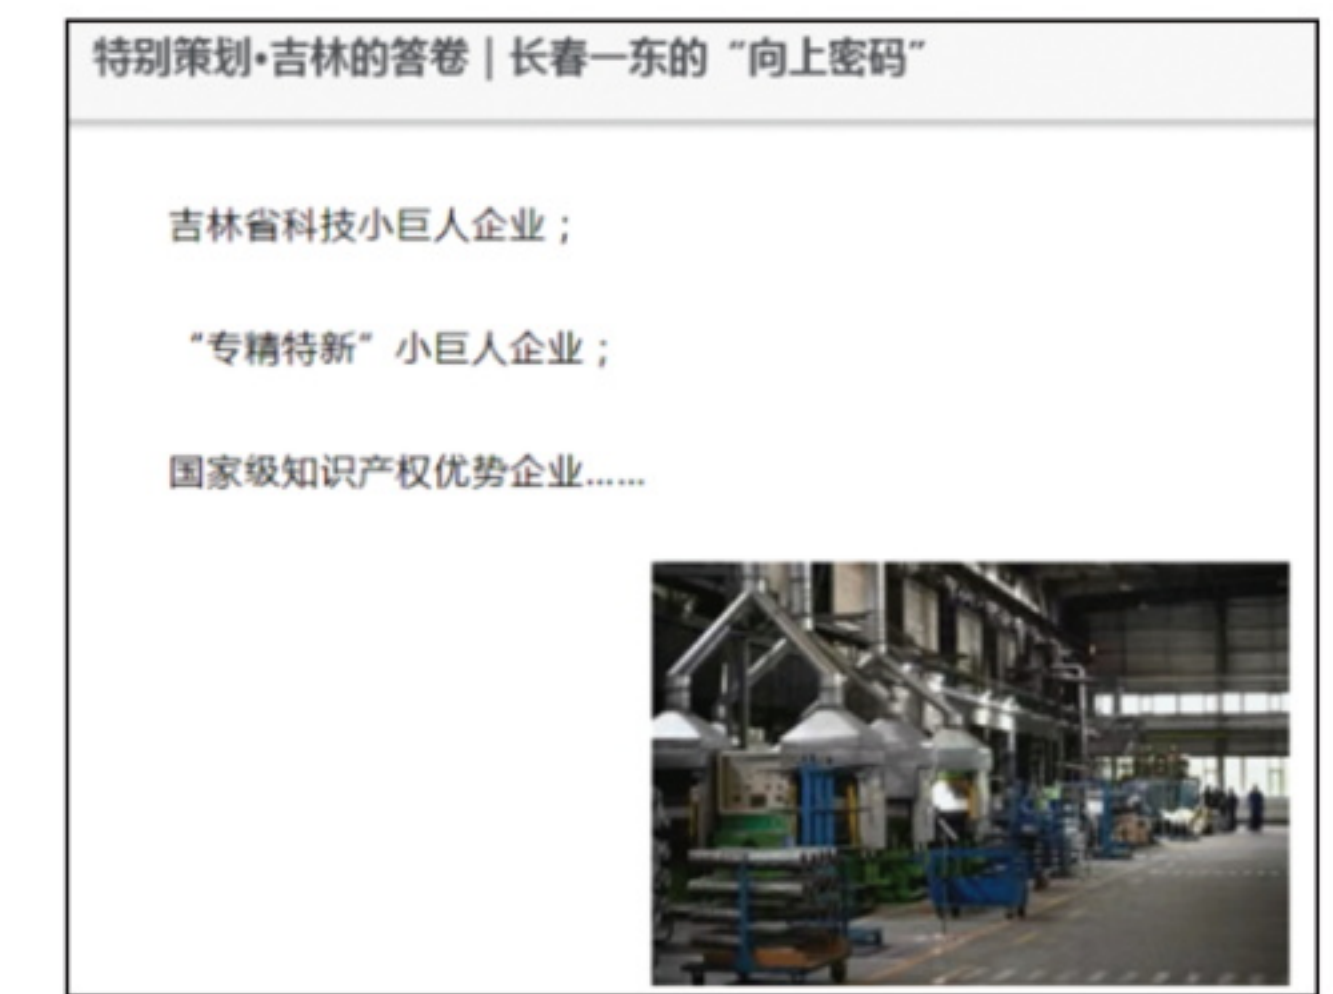 特别策划•吉林的答卷｜长春一东的“向上密码”
吉林省科技小巨人企业；
“专精特新”小巨人企业；
国家级知识产权优势企业……